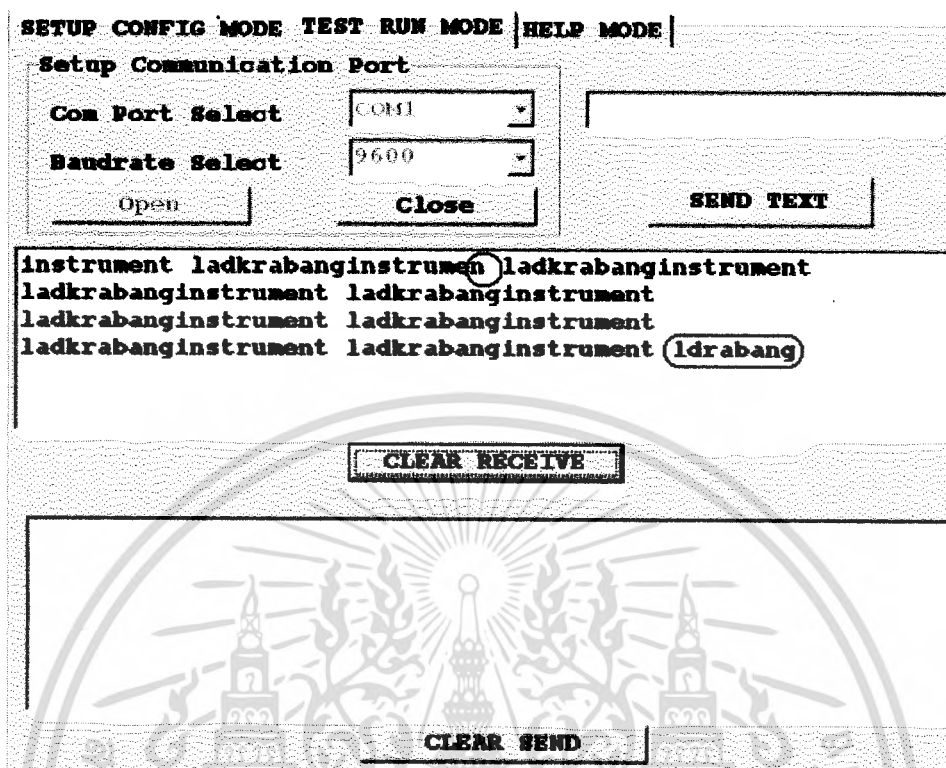 SETUP CONFIG MODE TEST RUN MODE HELP MODE
Setup Communication Port
Com Port Select COM1
Baudrate Select 9600
Open Close SEND TEXT
instrument ladkrabanginstrumen ladkrabanginstrument
ladkrabanginstrument ladkrabanginstrument
ladkrabanginstrument ladkrabanginstrument
ladkrabanginstrument ladkrabanginstrument ldrabang
CLEAR RECEIVE
CLEAR SEND